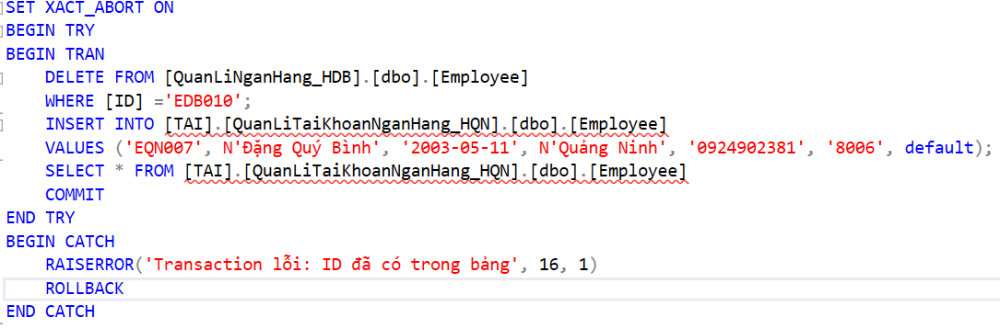 SET XACT_ABORT ON
BEGIN TRY
BEGIN TRAN
    DELETE FROM [QuanLiNganHang_HDB].[dbo].[Employee]
    WHERE [ID] ='EDB010';
    INSERT INTO [TAI].[QuanLiTaiKhoanNganHang_HQN].[dbo].[Employee]
    VALUES ('EQN007', N'Đặng Quý Bình', '2003-05-11', N'Quảng Ninh', '0924902381', '8006', default);
    SELECT * FROM [TAI].[QuanLiTaiKhoanNganHang_HQN].[dbo].[Employee]
    COMMIT
END TRY
BEGIN CATCH
    RAISERROR('Transaction lỗi: ID đã có trong bảng', 16, 1)
    ROLLBACK
END CATCH